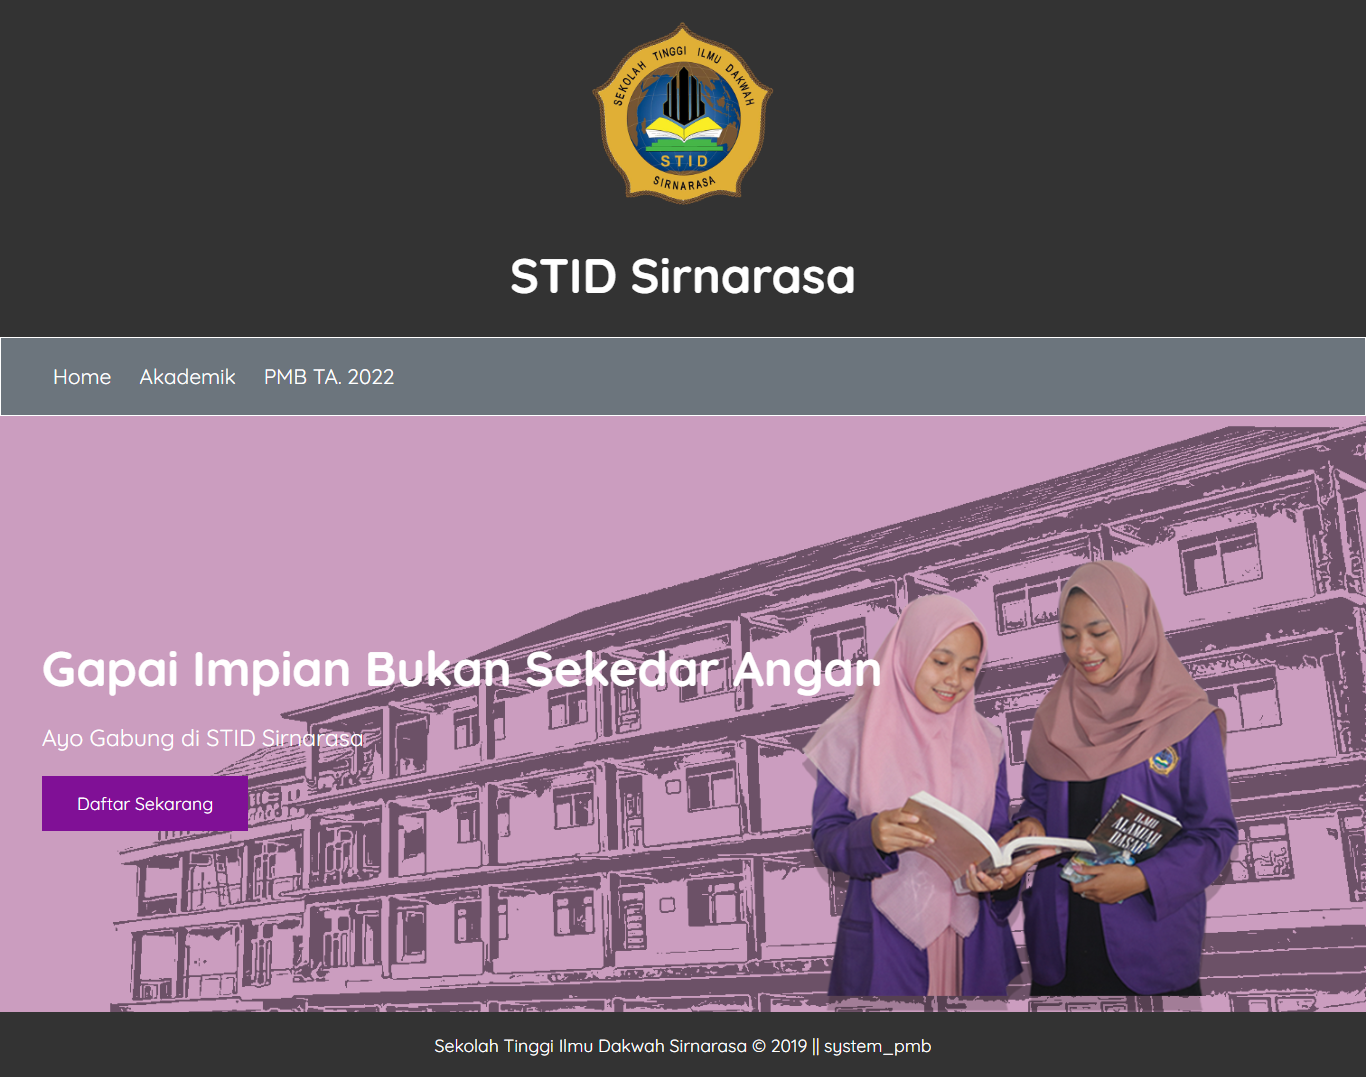 SEKOLAH TINGGI ILMU DAKWAH
STID
SIRNARASA
STID Sirnarasa
Home Akademik PMB TA. 2022
Gapai Impian Bukan Sekedar Angan
Ayo Gabung di STID Sirnarasa
Daftar Sekarang
ILMU
ALAMIAH
DASAR
Sekolah Tinggi Ilmu Dakwah Sirnarasa © 2019 || system_pmb